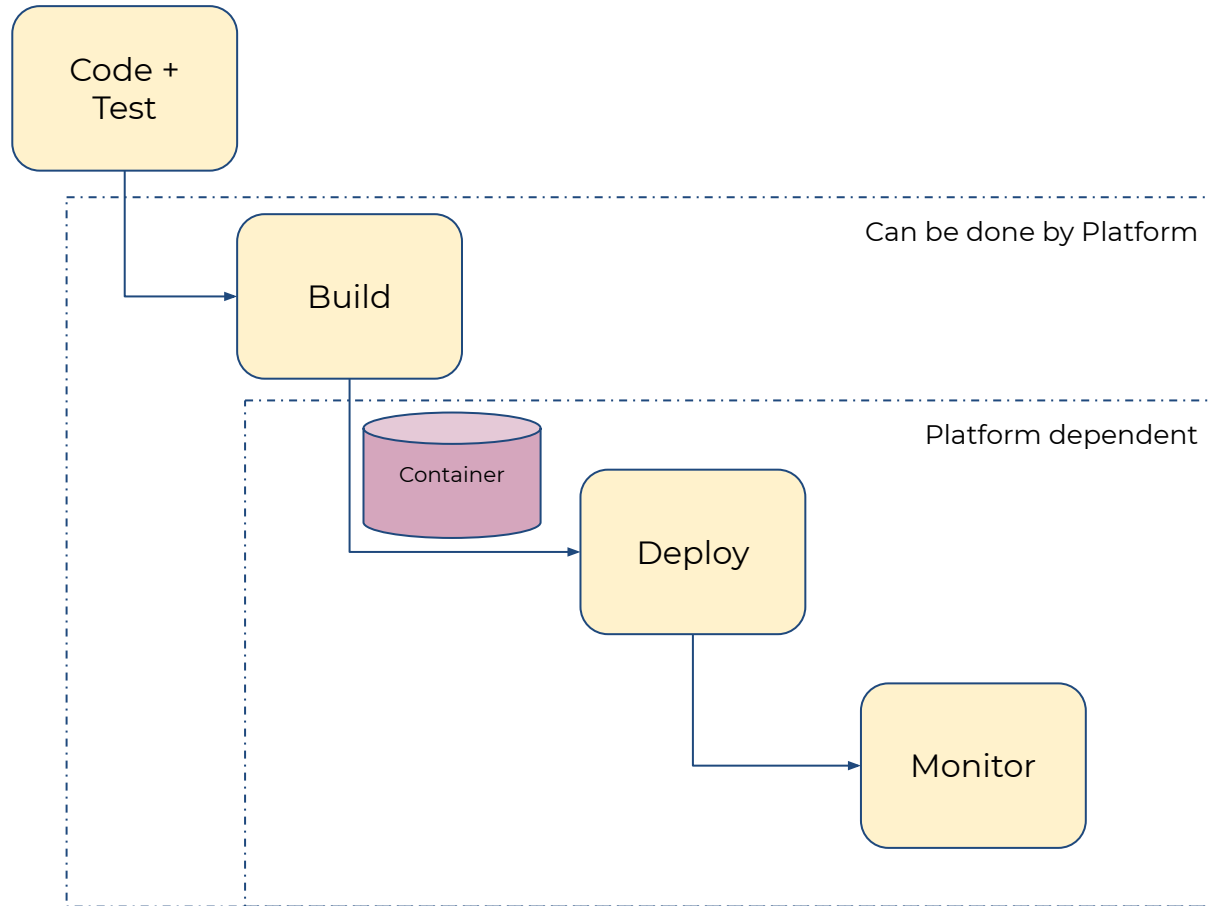 Code +
Test
Can be done by Platform
Build
Platform dependent
Container
Deploy
Monitor